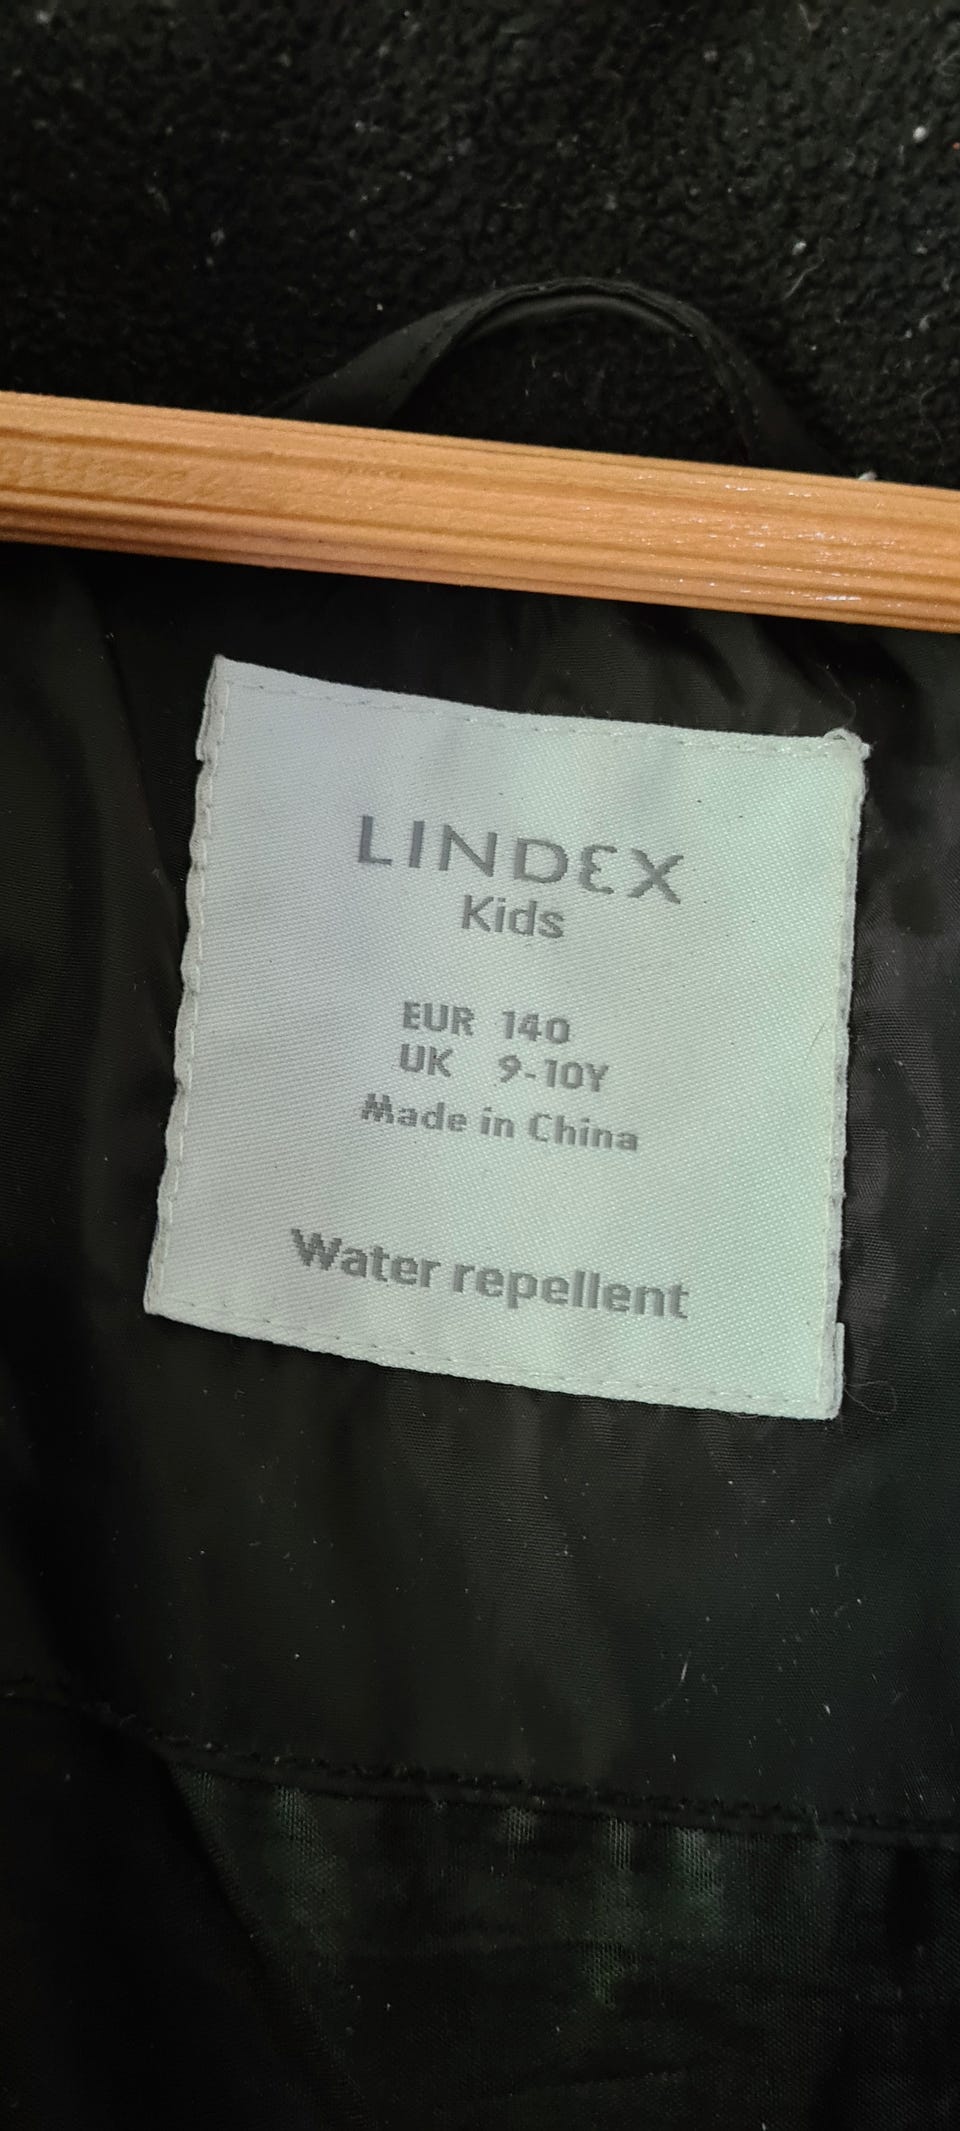 LINDEX
Kids
EUR 140
UK 9-10Y
Made in China
Water repellent